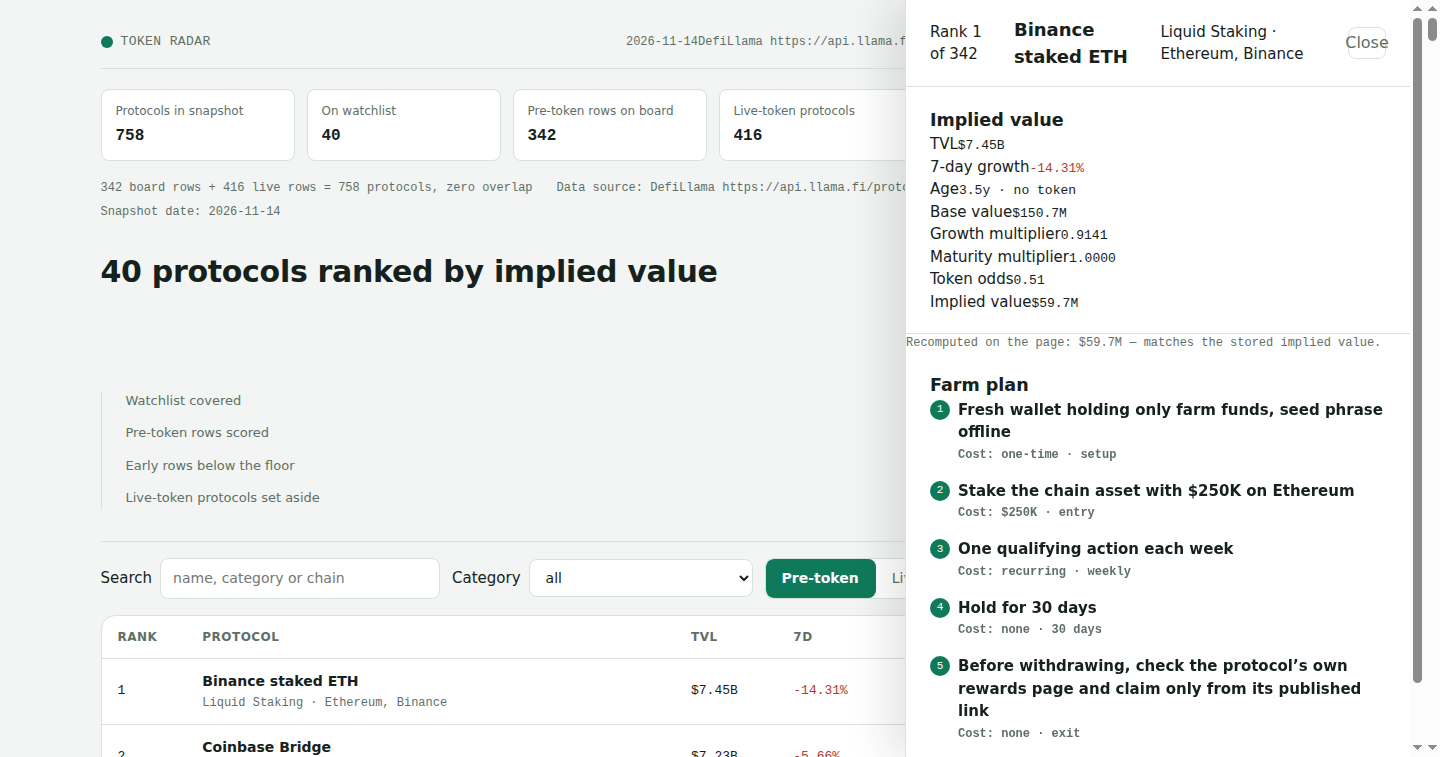 TOKEN RADAR
2026-11-14DefiLlama https://api.llama.f
Protocols in snapshot
758
On watchlist
40
Pre-token rows on board
342
Live-token protocols
416
342 board rows + 416 live rows = 758 protocols, zero overlap
Data source: DefiLlama https://api.llama.fi/proto
Snapshot date: 2026-11-14
40 protocols ranked by implied value
Watchlist covered
Pre-token rows scored
Early rows below the floor
Live-token protocols set aside
Search
name, category or chain
Category
all
Pre-token
Li
RANK PROTOCOL TVL 7D
1 Binance staked ETH $7.45B -14.31%
Liquid Staking · Ethereum, Binance
2 Coinbase Bridge $7.23B -5.66%
Rank 1
of 342
Binance
staked ETH
Liquid Staking ·
Ethereum, Binance
Close
Implied value
TVL$7.45B
7-day growth-14.31%
Age3.5y · no token
Base value$150.7M
Growth multiplier0.9141
Maturity multiplier1.0000
Token odds0.51
Implied value$59.7M
Recomputed on the page: $59.7M — matches the stored implied value.
Farm plan
1 Fresh wallet holding only farm funds, seed phrase
offline
Cost: one-time · setup
2 Stake the chain asset with $250K on Ethereum
Cost: $250K · entry
3 One qualifying action each week
Cost: recurring · weekly
4 Hold for 30 days
Cost: none · 30 days
5 Before withdrawing, check the protocol’s own
rewards page and claim only from its published
link
Cost: none · exit